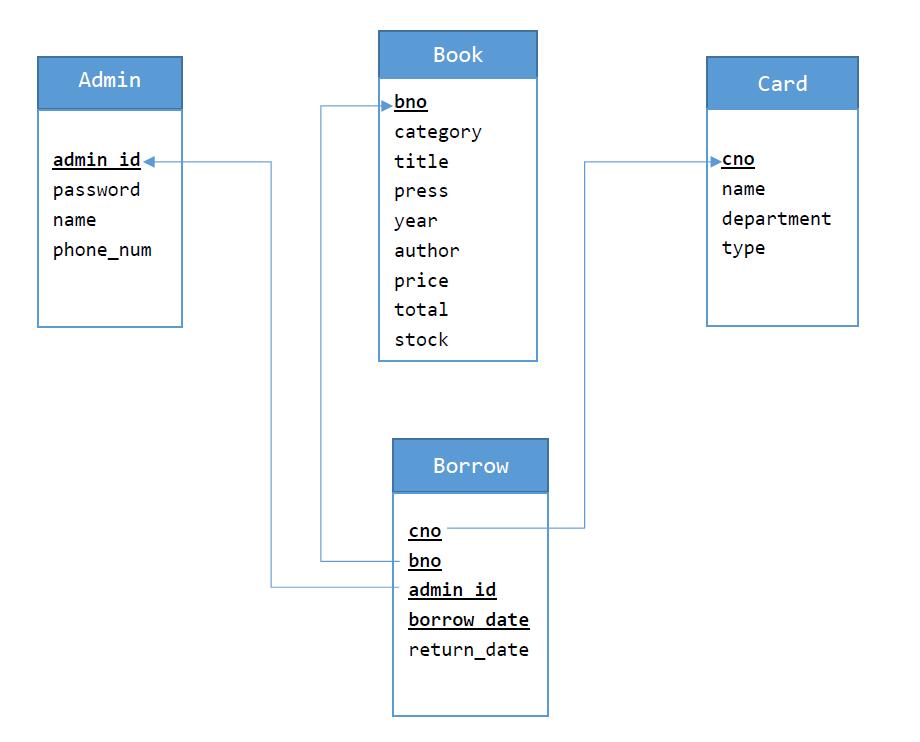 Admin
admin_id
password
name
phone_num
Book
bno
category
title
press
year
author
price
total
stock
Card
cno
name
department
type
Borrow
cno
bno
admin_id
borrow_date
return_date